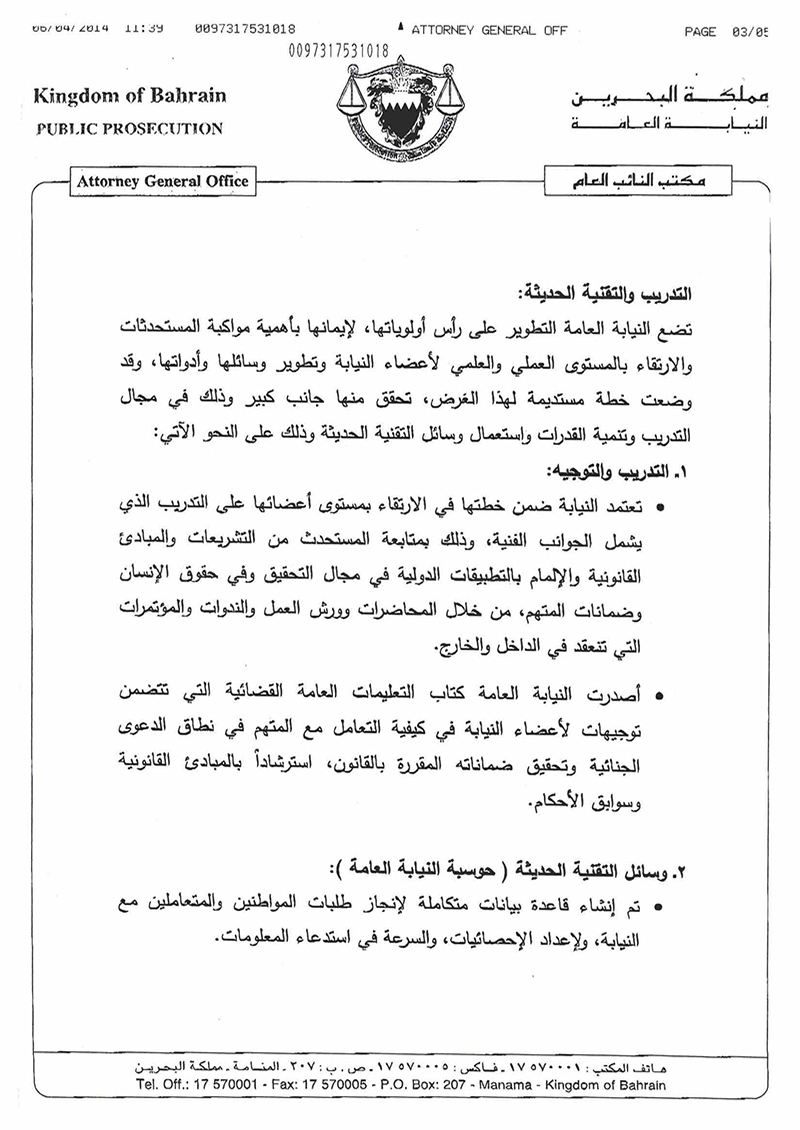 06/04/2014 11:39 0097317531018 ATTORNEY GENERAL OFF PAGE 03/05
0097317531018
Kingdom of Bahrain
PUBLIC PROSECUTION
مملكة البحرين
النيابة العامة
Attorney General Office
مكتب النائب العام
التدريب والتقنية الحديثة:
تضع النيابة العامة التطوير على رأس أولوياتها، لإيمانها بأهمية مواكبة المستحدثات
والارتقاء بالمستوى العملي والعلمي لأعضاء النيابة وتطوير وسائلها وأدواتها، وقد
وضعت خطة مستديمة لهذا الغرض، تحقق منها جانب كبير وذلك في مجال
التدريب وتنمية القدرات واستعمال وسائل التقنية الحديثة وذلك على النحو الآتي:
١. التدريب والتوجيه:
• تعتمد النيابة ضمن خطتها في الارتقاء بمستوى أعضائها على التدريب الذي
يشمل الجوانب الفنية، وذلك بمتابعة المستحدث من التشريعات والمبادئ
القانونية والإلمام بالتطبيقات الدولية في مجال التحقيق وفي حقوق الإنسان
وضمانات المتهم، من خلال المحاضرات وورش العمل والندوات والمؤتمرات
التي تنعقد في الداخل والخارج.
• أصدرت النيابة العامة كتاب التعليمات العامة القضائية التي تتضمن
توجيهات لأعضاء النيابة في كيفية التعامل مع المتهم في نطاق الدعوى
الجنائية وتحقيق ضماناته المقررة بالقانون، استرشاداً بالمبادئ القانونية
وسوابق الأحكام.
٢. وسائل التقنية الحديثة ( حوسبة النيابة العامة ):
• تم إنشاء قاعدة بيانات متكاملة لإنجاز طلبات المواطنين والمتعاملين مع
النيابة، ولإعداد الإحصائيات، والسرعة في استدعاء المعلومات.
هاتف المكتب : ١٧٥٧٠٠٠١ - فاكس : ١٧٥٧٠٠٠٥ - ص . ب : ٢٠٧ - المنامة - مملكة البحرين
Tel. Off.: 17 570001 - Fax: 17 570005 - P.O. Box: 207 - Manama - Kingdom of Bahrain